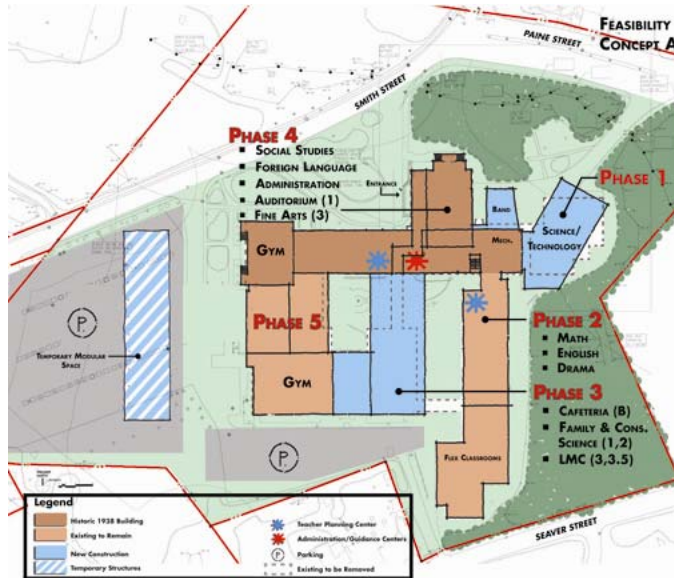 FEASIBILITY
CONCEPT A
PAINE STREET
SMITH STREET
PHASE 4
▪ SOCIAL STUDIES
▪ FOREIGN LANGUAGE
▪ ADMINISTRATION
▪ AUDITORIUM (1)
▪ FINE ARTS (3)
ENTRANCE
PHASE 1
BAND
SCIENCE/
TECHNOLOGY
GYM
MECH.
P.
TEMPORARY MODULAR
SPACE
PHASE 5
PHASE 2
▪ MATH
▪ ENGLISH
▪ DRAMA
GYM
PHASE 3
▪ CAFETERIA (B)
▪ FAMILY & CONS.
SCIENCE (1,2)
▪ LMC (3,3.5)
P.
FLEX CLASSROOMS
SEAVER STREET
Legend
Historic 1938 Building
Existing to Remain
New Construction
Temporary Structures
Teacher Planning Center
Administration/Guidance Centers
P Parking
Existing to be Removed